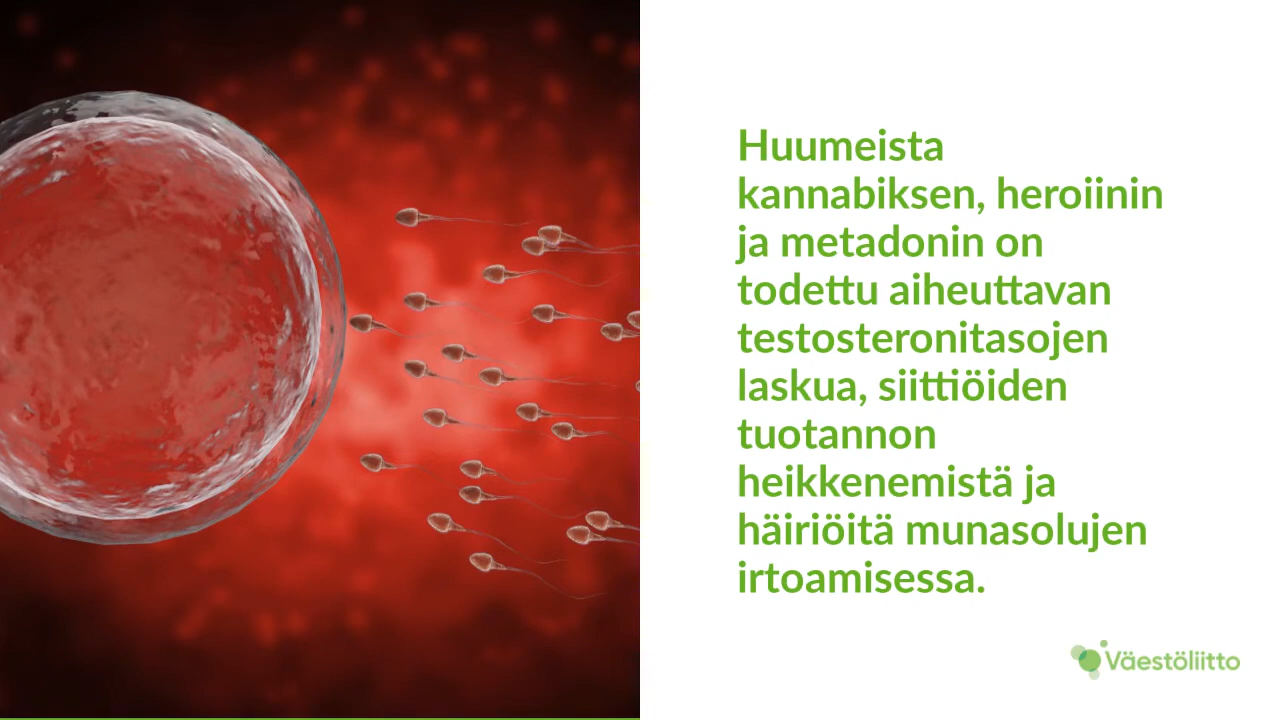 Huumeista
kannabiksen, heroiinin
ja metadonin on
todettu aiheuttavan
testosteronitasojen
laskua, siittiöiden
tuotannon
heikkenemistä ja
häiriöitä munasolujen
irtoamisessa.
Väestöliitto